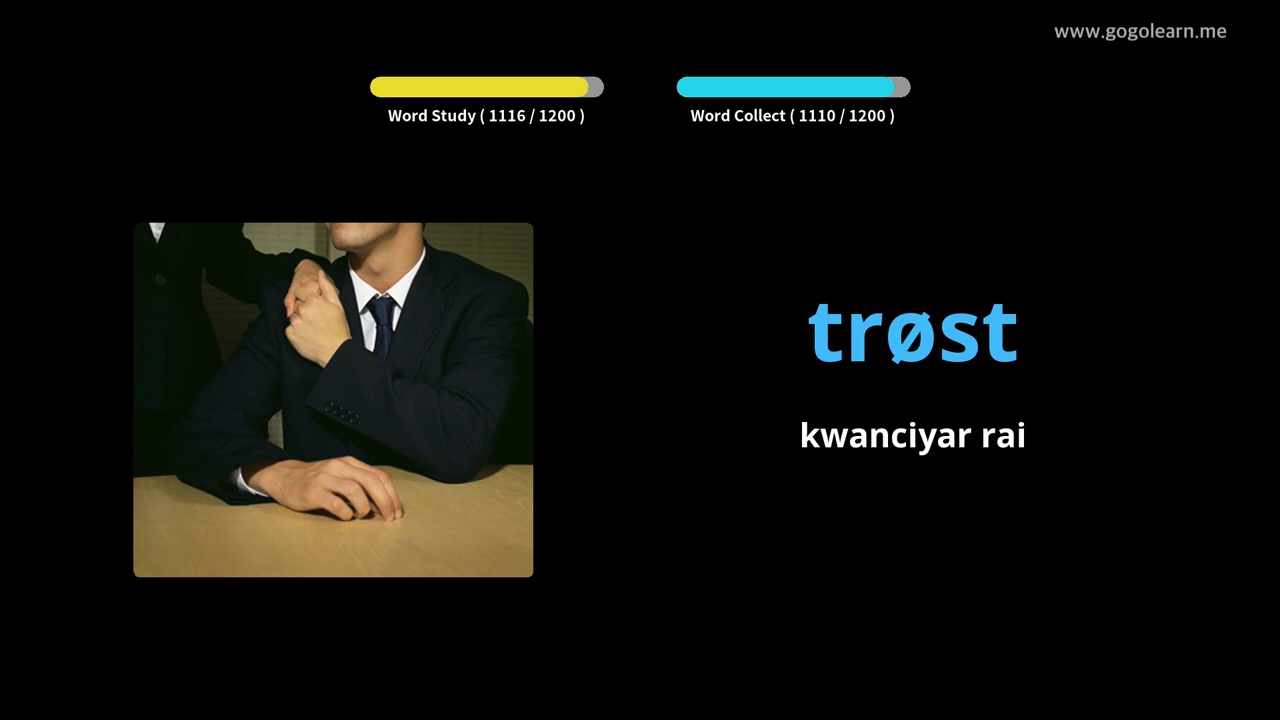 www.gogolearn.me
Word Study ( 1116 / 1200 )
Word Collect ( 1110 / 1200 )
trøst
kwanciyar rai